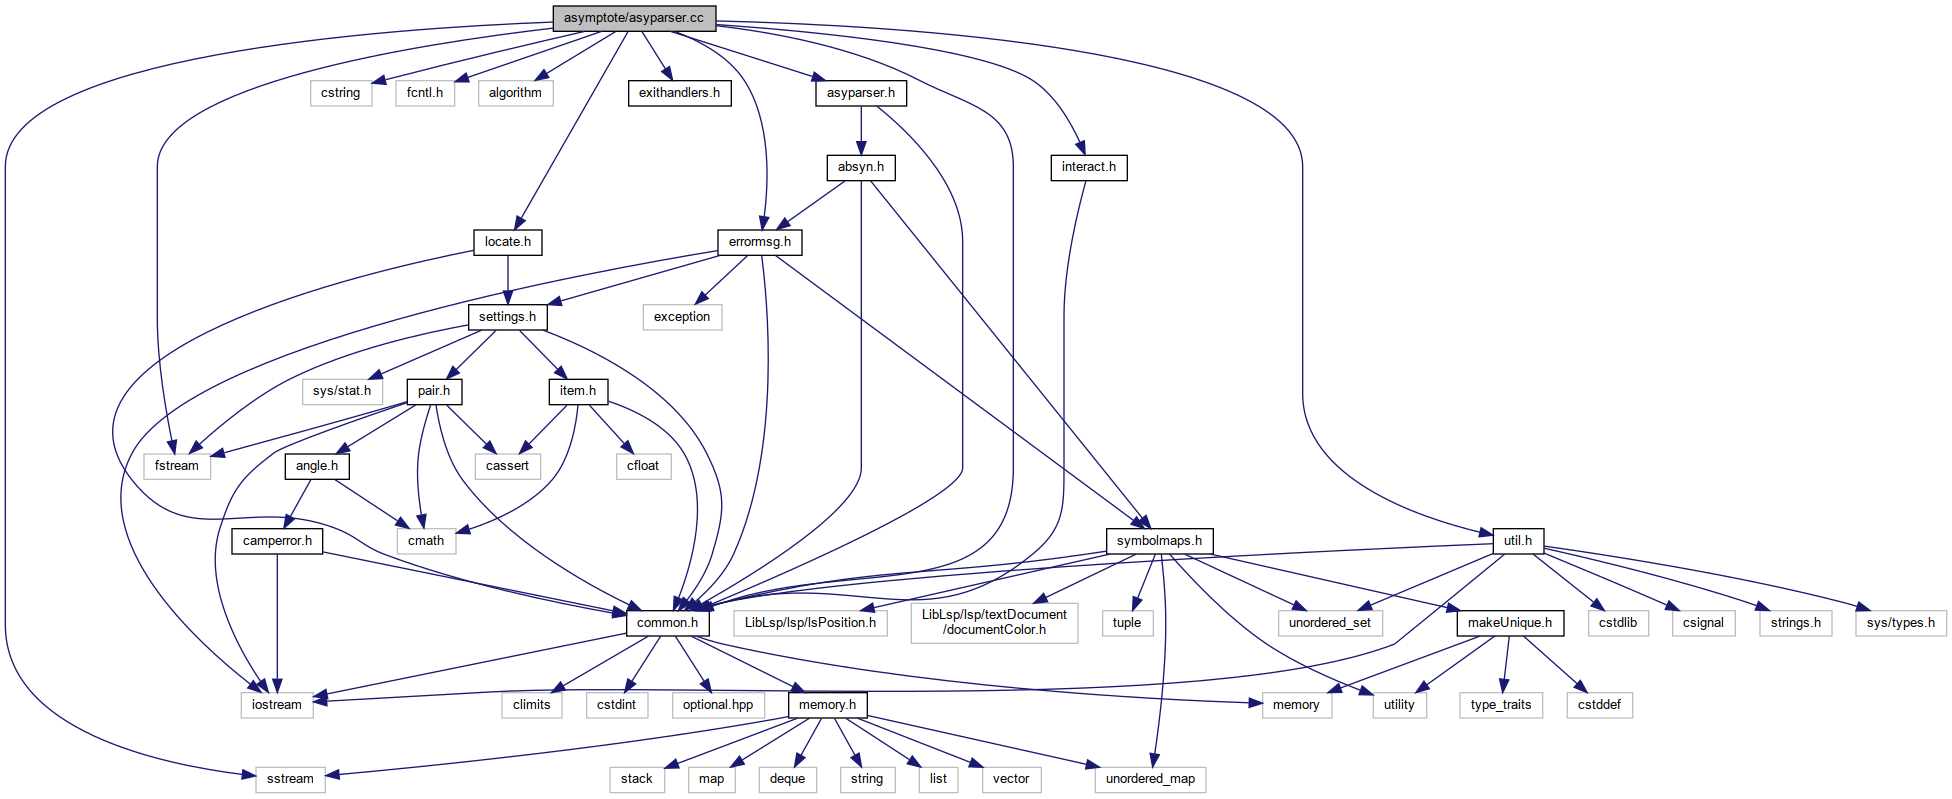 asymptote/asyparser.cc
cstring
fcntl.h
algorithm
exithandlers.h
asyparser.h
absyn.h
interact.h
locate.h
errormsg.h
settings.h
exception
sys/stat.h
pair.h
item.h
fstream
angle.h
cassert
cfloat
camperror.h
cmath
symbolmaps.h
util.h
common.h
LibLsp/lsp/lsPosition.h
LibLsp/lsp/textDocument
/documentColor.h
tuple
unordered_set
makeUnique.h
cstdlib
csignal
strings.h
sys/types.h
iostream
climits
cstdint
optional.hpp
memory.h
memory
utility
type_traits
cstddef
sstream
stack
map
deque
string
list
vector
unordered_map